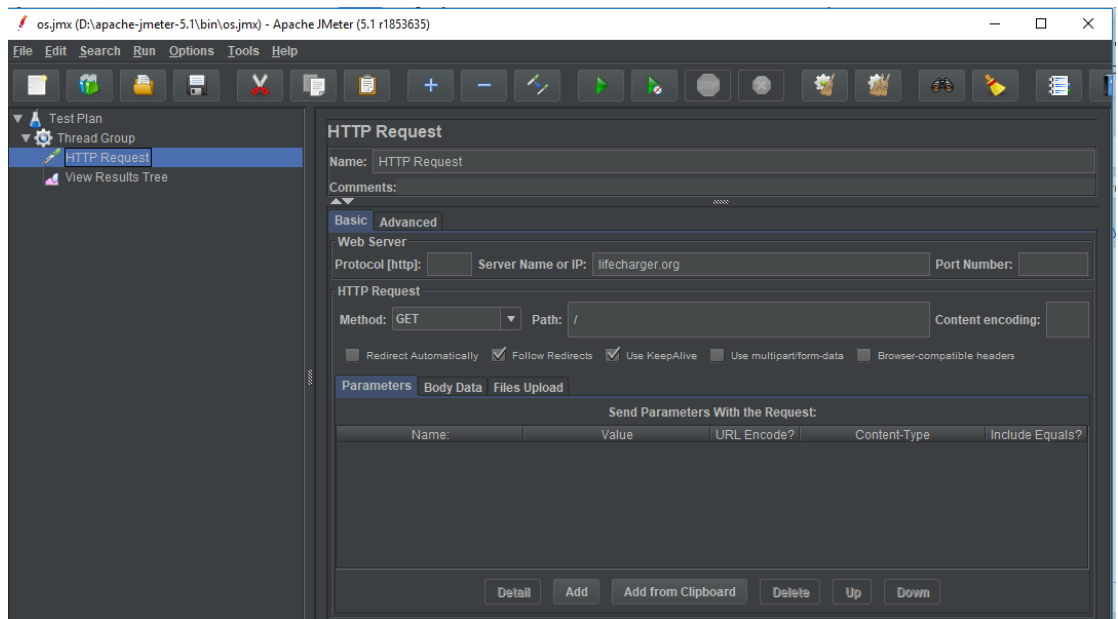 os.jmx (D:\apache-jmeter-5.1\bin\os.jmx) - Apache JMeter (5.1 r1853635)
File Edit Search Run Options Tools Help
Test Plan
Thread Group
HTTP Request
View Results Tree
HTTP Request
Name: HTTP Request
Comments:
Basic Advanced
Web Server
Protocol [http]: Server Name or IP: lifecharger.org Port Number:
HTTP Request
Method: GET Path: / Content encoding:
Redirect Automatically Follow Redirects Use KeepAlive Use multipart/form-data Browser-compatible headers
Parameters Body Data Files Upload
Send Parameters With the Request:
Name: Value URL Encode? Content-Type Include Equals?
Detail Add Add from Clipboard Delete Up Down